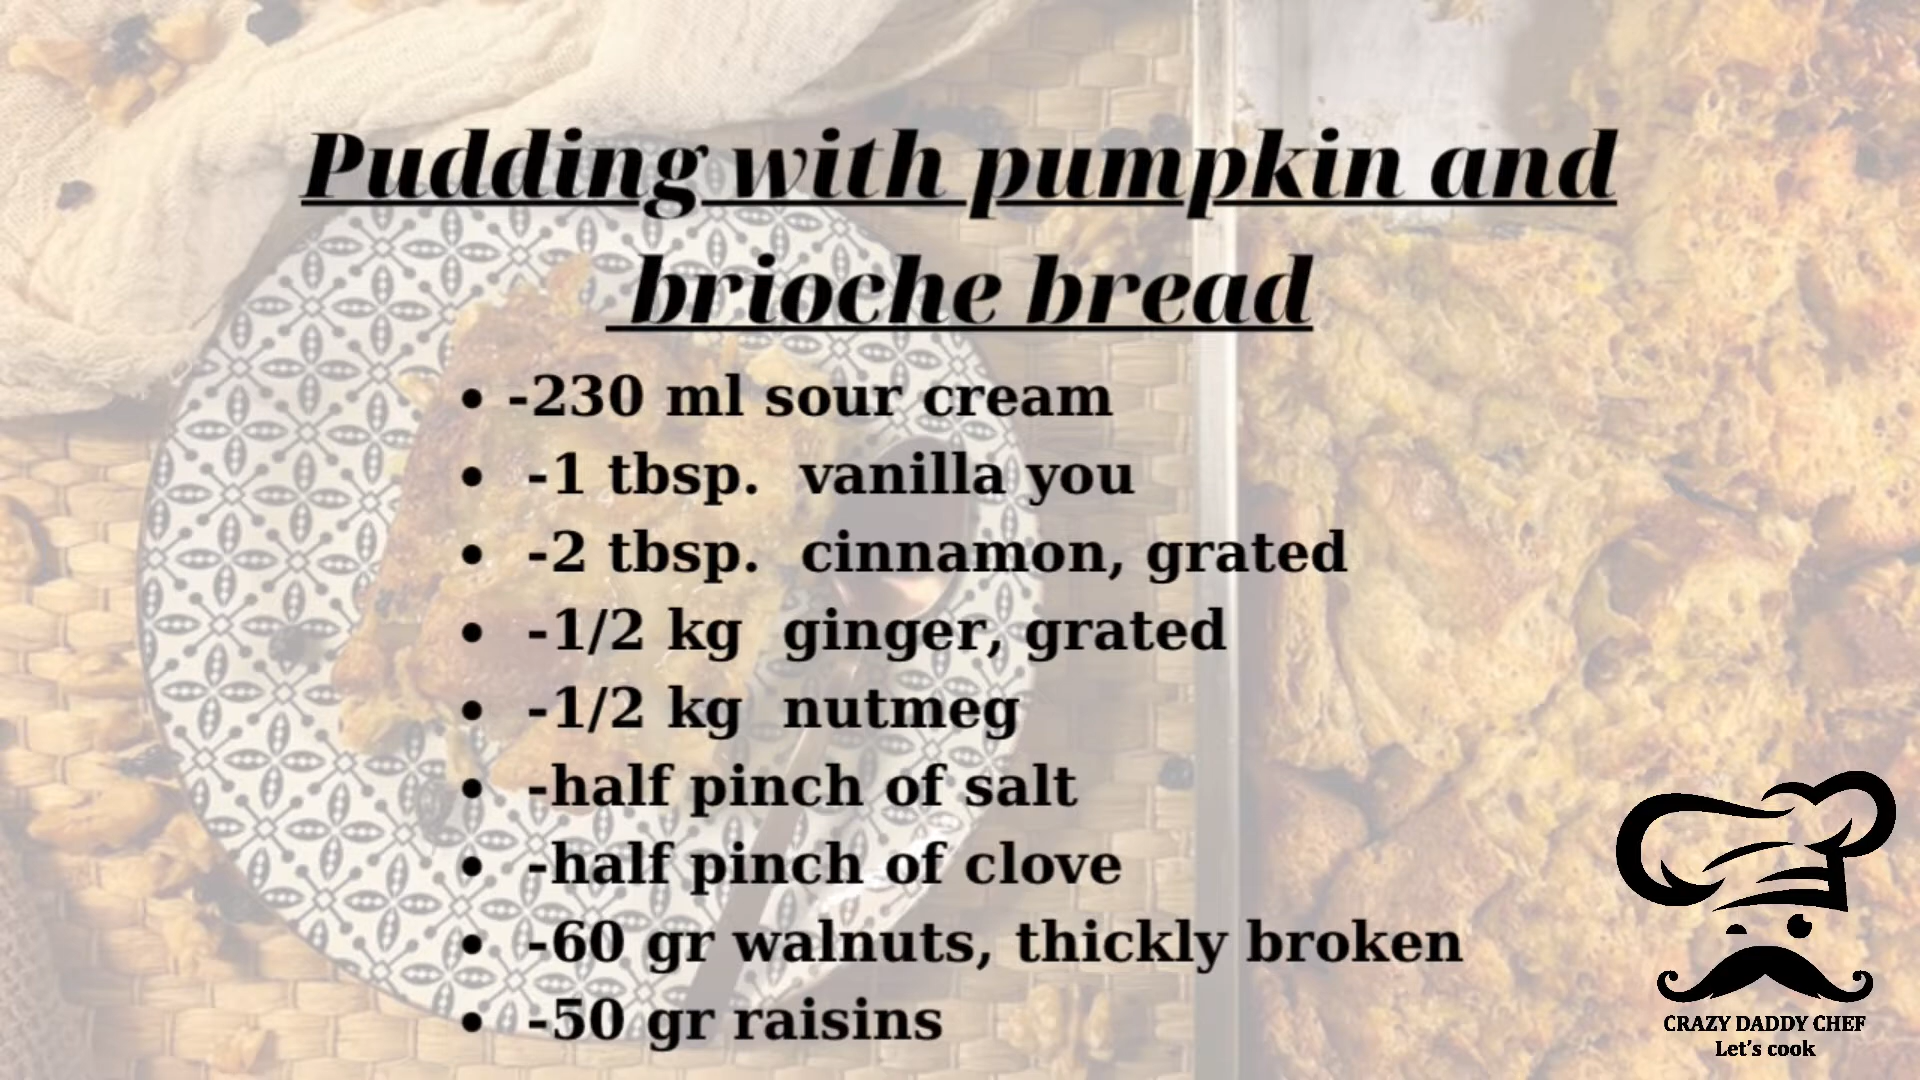 Pudding with pumpkin and
brioche bread
• -230 ml sour cream
• -1 tbsp. vanilla you
• -2 tbsp. cinnamon, grated
• -1/2 kg ginger, grated
• -1/2 kg nutmeg
• -half pinch of salt
• -half pinch of clove
• -60 gr walnuts, thickly broken
• -50 gr raisins
CRAZY DADDY CHEF
Let's cook